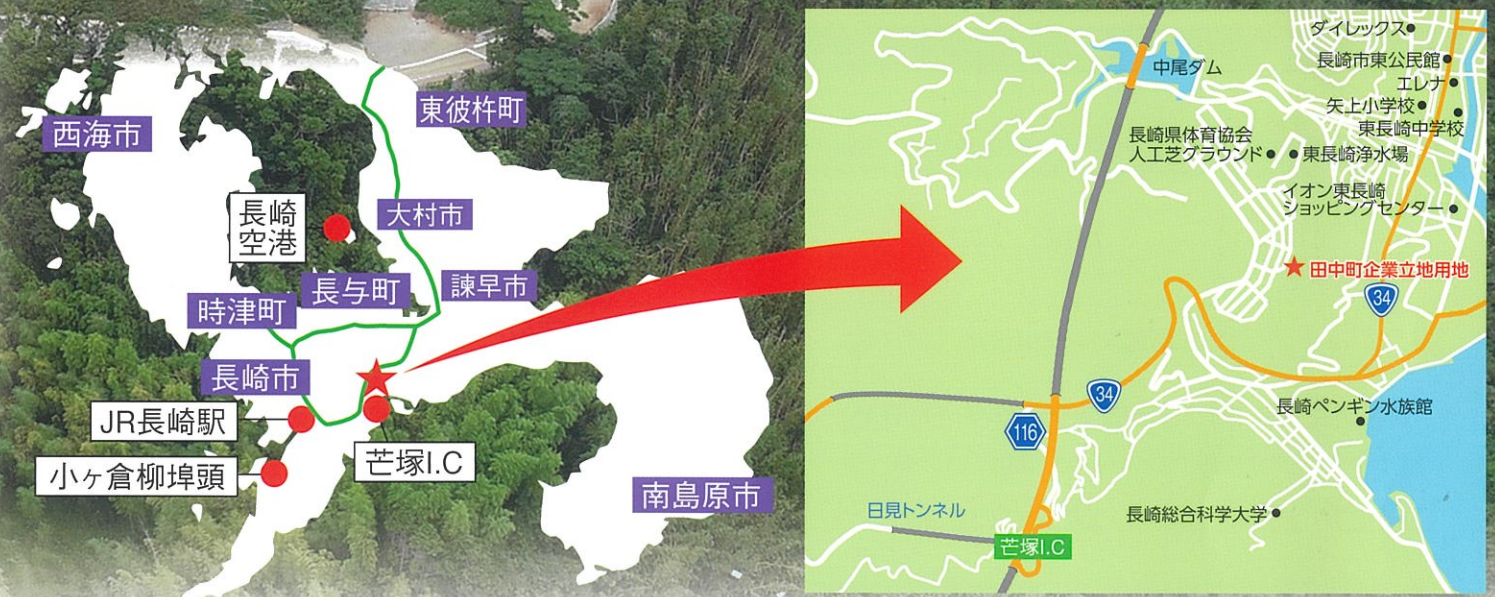 西海市
東彼杵町
長崎
空港
大村市
長与町
諫早市
時津町
長崎市
JR長崎駅
小ヶ倉柳埠頭
芒塚I.C
南島原市
ダイレックス
中尾ダム
長崎市東公民館
エレナ
矢上小学校
東長崎中学校
長崎県体育協会
人工芝グラウンド
東長崎浄水場
イオン東長崎
ショッピングセンター
田中町企業立地用地
34
34
116
長崎ペンギン水族館
日見トンネル
長崎総合科学大学
芒塚I.C